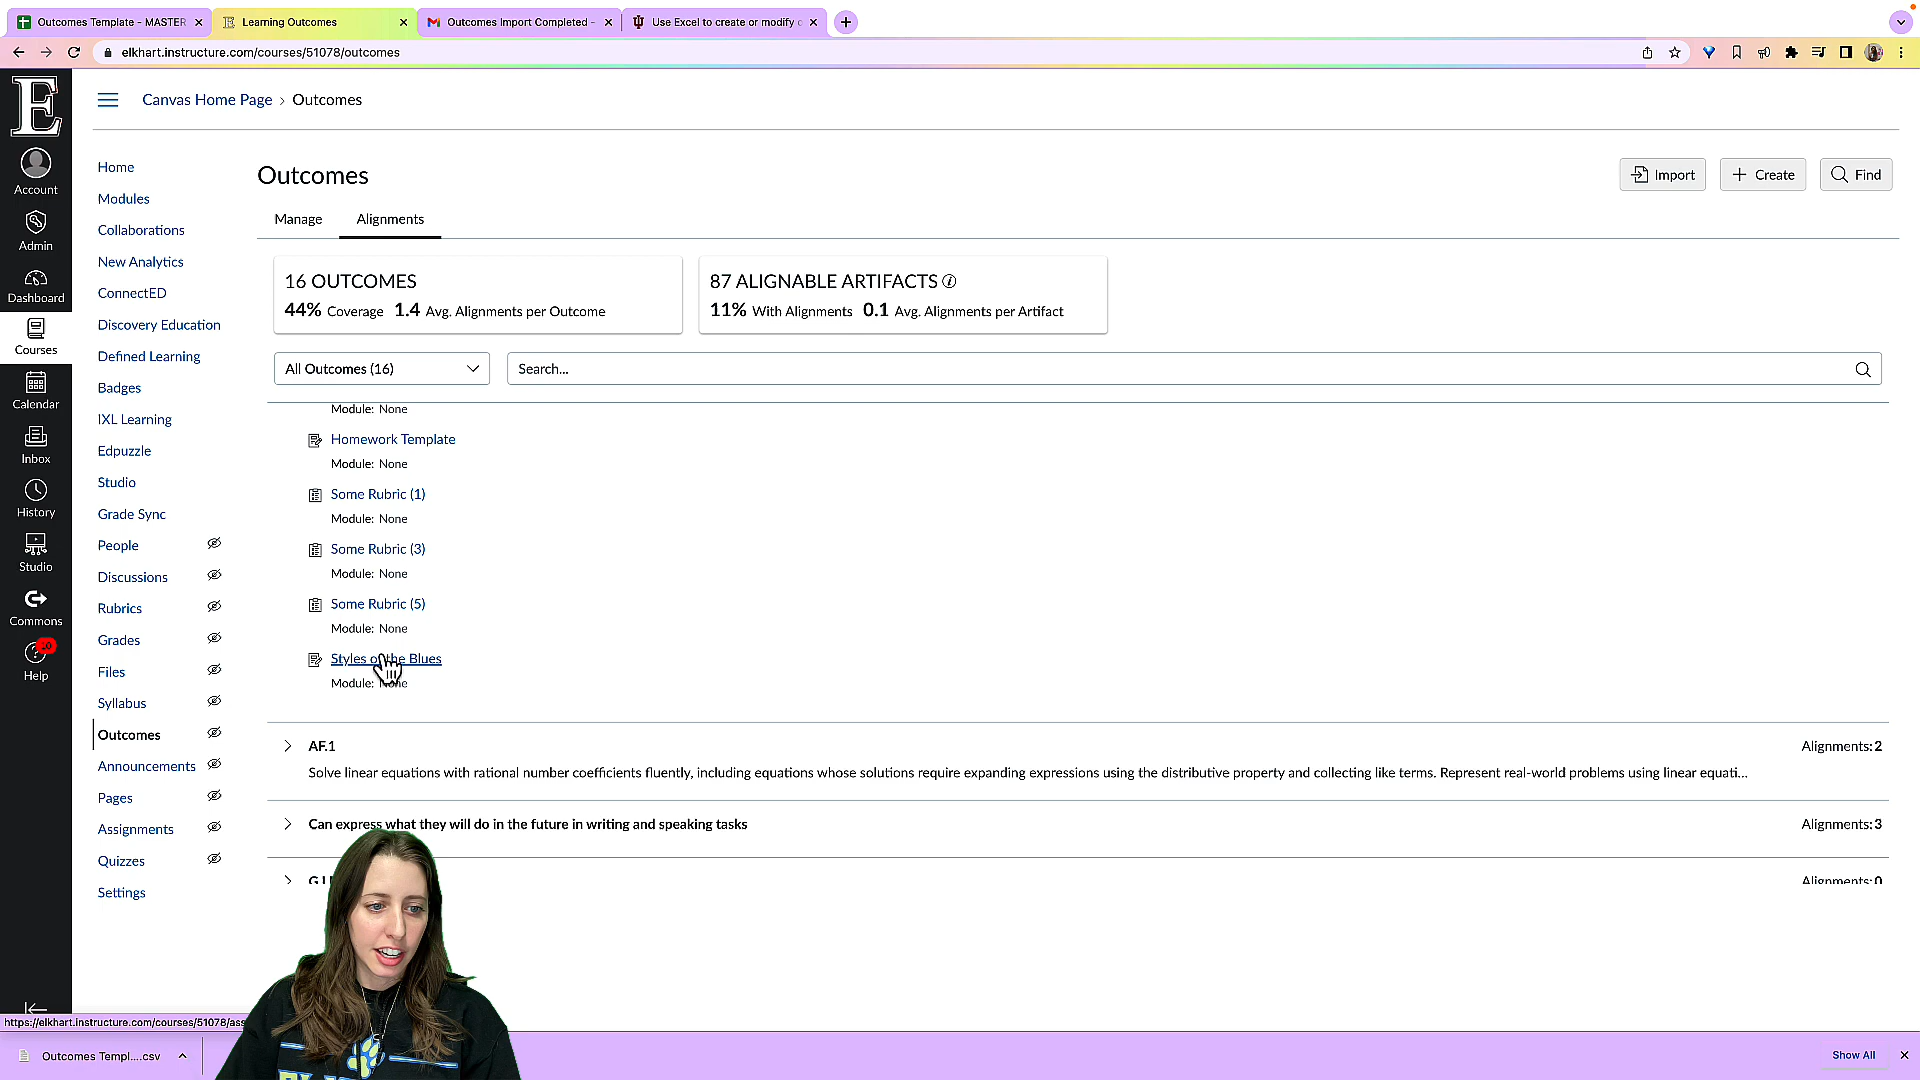 Outcomes Template - MASTER
Learning Outcomes
Outcomes Import Completed -
Use Excel to create or modify
elkhart.instructure.com/courses/51078/outcomes
E
Account
Admin
Dashboard
Courses
Calendar
Inbox
History
Studio
Commons
Help
Canvas Home Page > Outcomes
Home
Modules
Collaborations
New Analytics
ConnectED
Discovery Education
Defined Learning
Badges
IXL Learning
Edpuzzle
Studio
Grade Sync
People
Discussions
Rubrics
Grades
Files
Syllabus
Outcomes
Announcements
Pages
Assignments
Quizzes
Settings
Outcomes
Import
Create
Find
Manage
Alignments
16 OUTCOMES
44% Coverage 1.4 Avg. Alignments per Outcome
87 ALIGNABLE ARTIFACTS
11% With Alignments 0.1 Avg. Alignments per Artifact
All Outcomes (16)
Search...
Module: None
Homework Template
Module: None
Some Rubric (1)
Module: None
Some Rubric (3)
Module: None
Some Rubric (5)
Module: None
Styles of the Blues
Module: None
AF.1
Alignments: 2
Solve linear equations with rational number coefficients fluently, including equations whose solutions require expanding expressions using the distributive property and collecting like terms. Represent real-world problems using linear equati...
Can express what they will do in the future in writing and speaking tasks
Alignments: 3
Alignments: 0
https://elkhart.instructure.com/courses/51078/ass
Outcomes Templ....csv
Show All